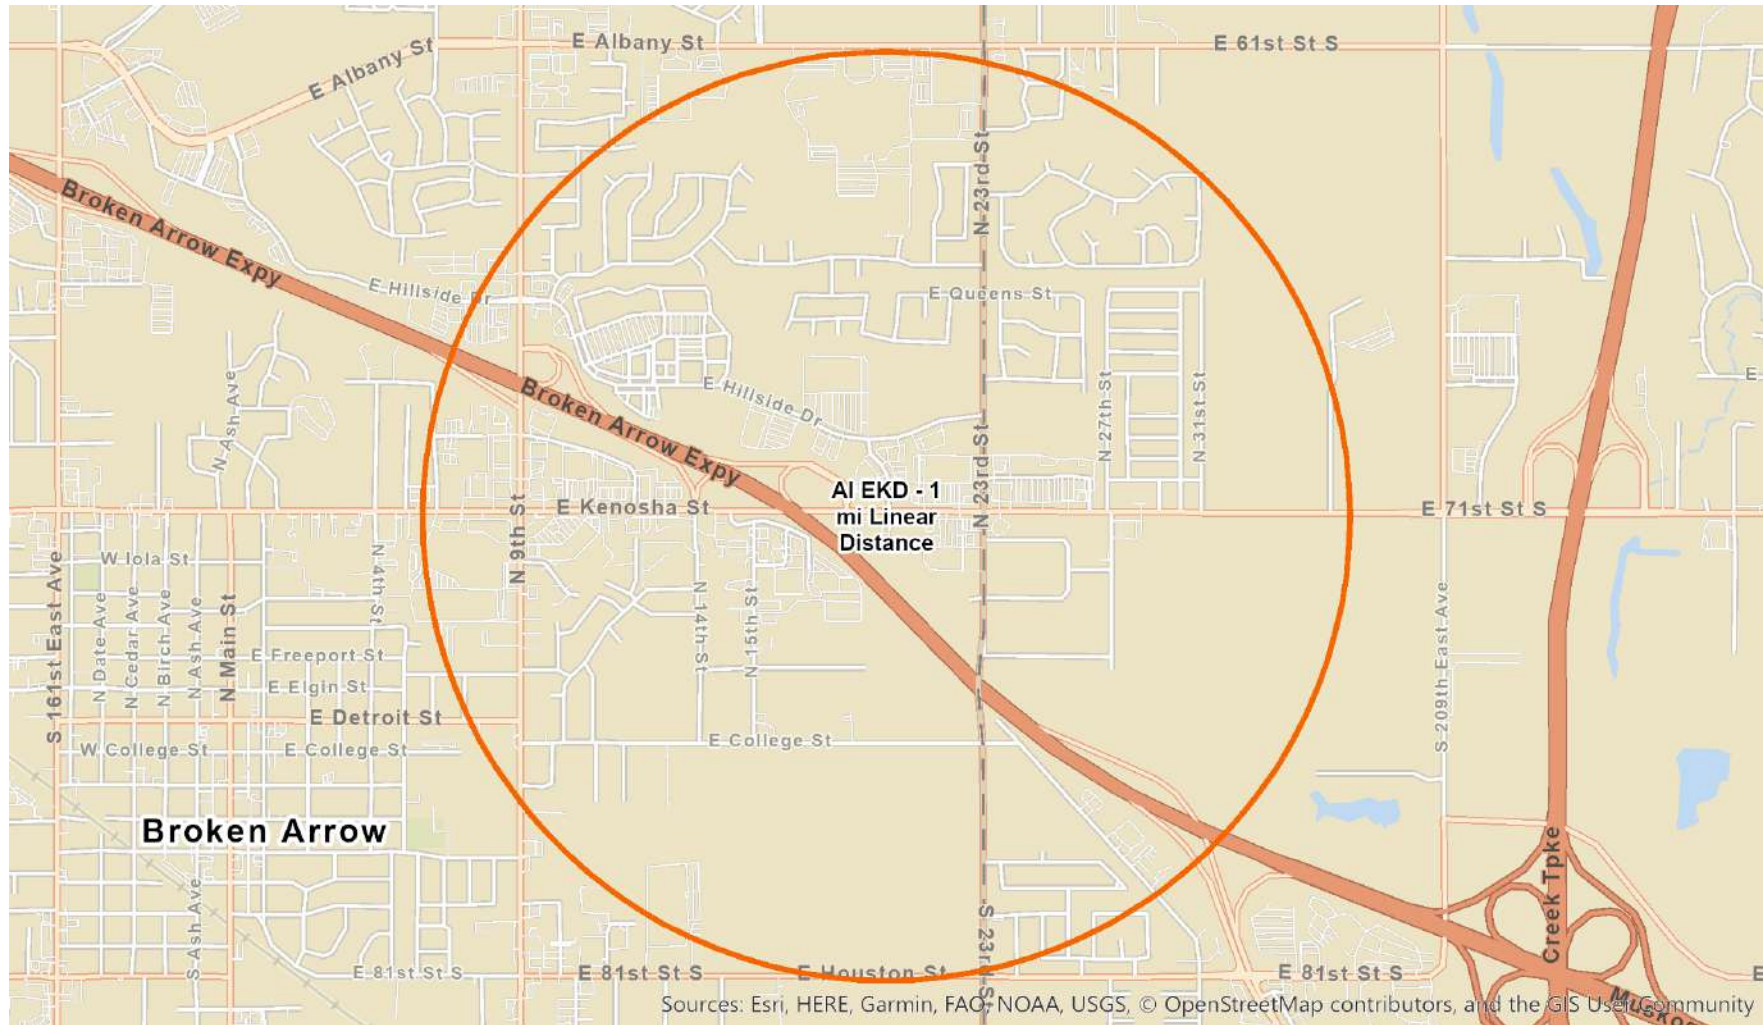 E Albany St
E 61st St S
E Albany St
N 23rd St
Broken Arrow Expy
E Hillside Dr
E Queens St
N Ash Ave
E Hillside Dr
N 27th St
N 31st St
Broken Arrow Expy
N 23rd St
AI EKD - 1
mi Linear
Distance
E Kenosha St
E 71st St S
N 9th St
W Iola St
N 4th St
S 161st East Ave
N Date Ave
N Cedar Ave
N Birch Ave
N Ash Ave
N Main St
N 14th St
N 15th St
S 209th East Ave
E Freeport St
E Elgin St
E Detroit St
W College St
E College St
E College St
Broken Arrow
Creek Tpke
S Ash Ave
S 23rd St
E 81st St S
E 81st St S
E Houston St
E 81st St S
Sources: Esri, HERE, Garmin, FAO, NOAA, USGS, © OpenStreetMap contributors, and the GIS User Community